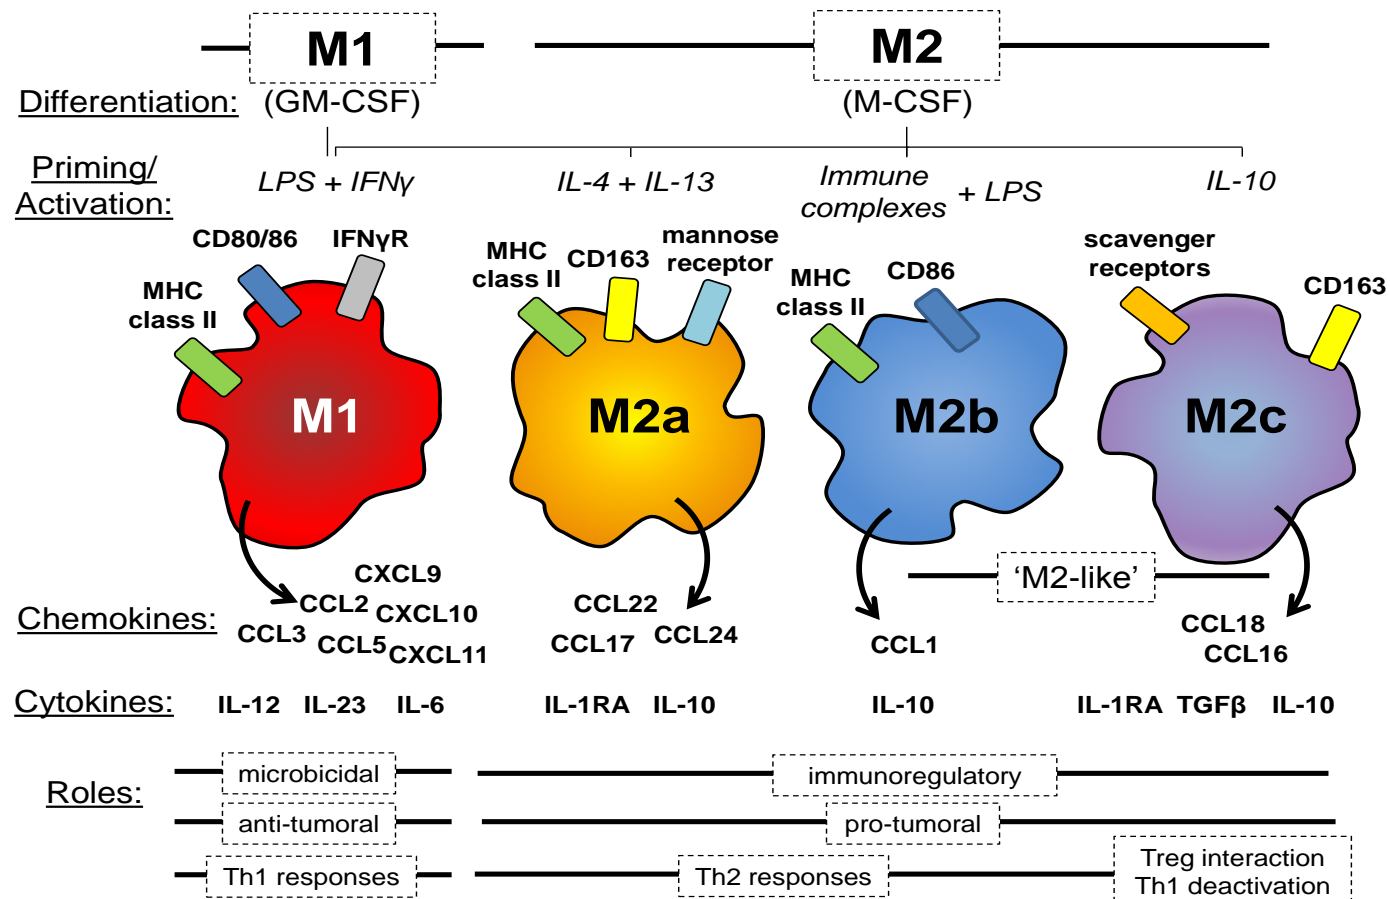 M1
M2
Differentiation:
(GM-CSF)
(M-CSF)
Priming/
Activation:
LPS + IFNγ
IL-4 + IL-13
Immune
complexes
+ LPS
IL-10
CD80/86
IFNγR
MHC
class II
M1
MHC
class II
CD163
mannose
receptor
M2a
MHC
class II
CD86
M2b
scavenger
receptors
CD163
M2c
'M2-like'
Chemokines:
CXCL9
CCL2
CXCL10
CCL3
CCL5
CXCL11
CCL22
CCL17
CCL24
CCL1
CCL18
CCL16
Cytokines:
IL-12
IL-23
IL-6
IL-1RA
IL-10
IL-10
IL-1RA
TGFβ
IL-10
Roles:
microbicidal
immunoregulatory
anti-tumoral
pro-tumoral
Th1 responses
Th2 responses
Treg interaction
Th1 deactivation